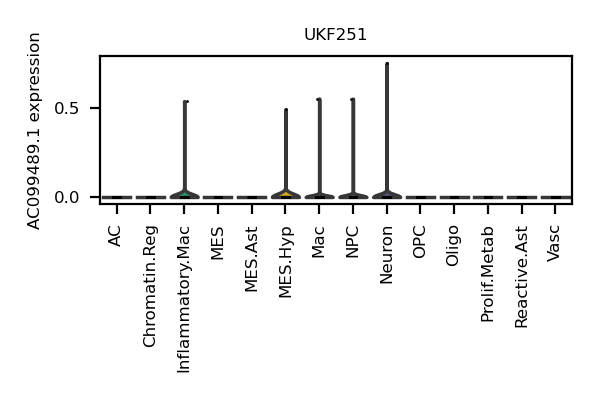 UKF251
AC099489.1 expression
0.5
0.0
AC
Chromatin.Reg
Inflammatory.Mac
MES
MES.Ast
MES.Hyp
Mac
NPC
Neuron
OPC
Oligo
Prolif.Metab
Reactive.Ast
Vasc